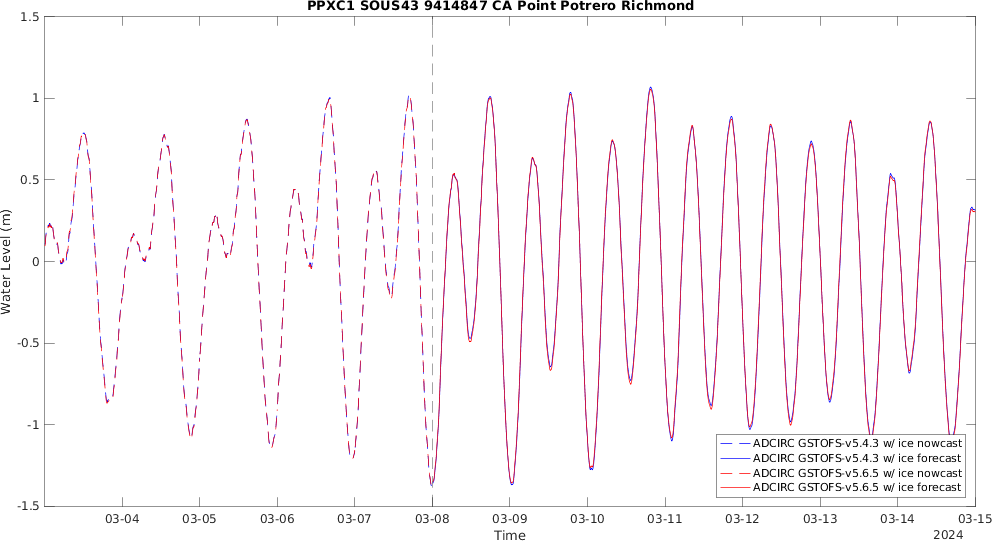 PPXC1 SOUS43 9414847 CA Point Potrero Richmond
1.5
1
0.5
0
-0.5
-1
-1.5
Water Level (m)
ADCIRC GSTOFS-v5.4.3 w/ ice nowcast
ADCIRC GSTOFS-v5.4.3 w/ ice forecast
ADCIRC GSTOFS-v5.6.5 w/ ice nowcast
ADCIRC GSTOFS-v5.6.5 w/ ice forecast
03-04 03-05 03-06 03-07 03-08 03-09 03-10 03-11 03-12 03-13 03-14 03-15
Time
2024